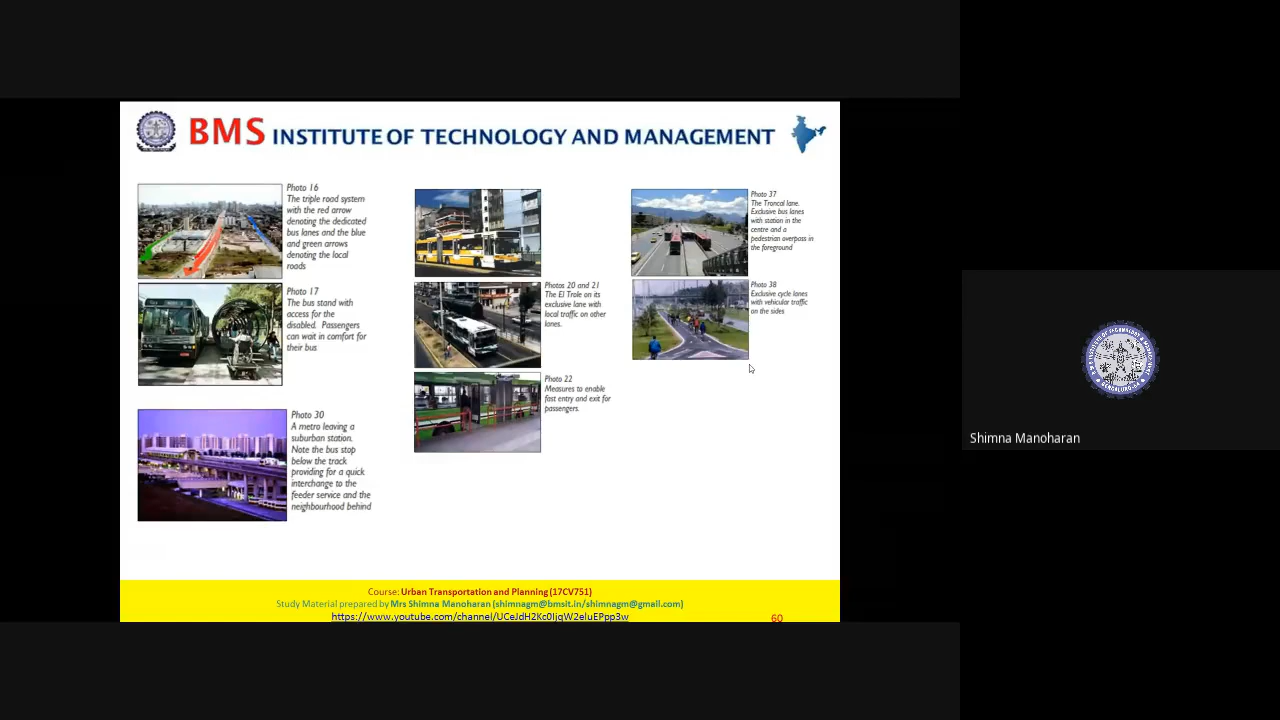 BMS INSTITUTE OF TECHNOLOGY AND MANAGEMENT
Photo 16
The triple road system
with the red arrow
denoting the dedicated
bus lanes and the blue
and green arrows
denoting the local
roads
Photo 17
The bus stand with
access for the
disabled. Passengers
can wait in comfort for
their bus
Photo 30
A metro leaving a
suburban station.
Note the bus stop
below the track
providing for a quick
interchange to the
feeder service and the
neighbourhood behind
Photos 20 and 21
The El Trole on its
exclusive lane with
local traffic on other
lanes.
Photo 22
Measures to enable
fast entry and exit for
passengers.
Photo 37
The Troncal lane.
Exclusive bus lanes
with station in the
centre and a
pedestrian overpass in
the foreground
Photo 38
Exclusive cycle lanes
with vehicular traffic
on the sides
Course: Urban Transportation and Planning (17CV751)
Study Material prepared by Mrs Shimna Manoharan (shimnagm@bmsit.in/shimnagm@gmail.com)
60
Shimna Manoharan